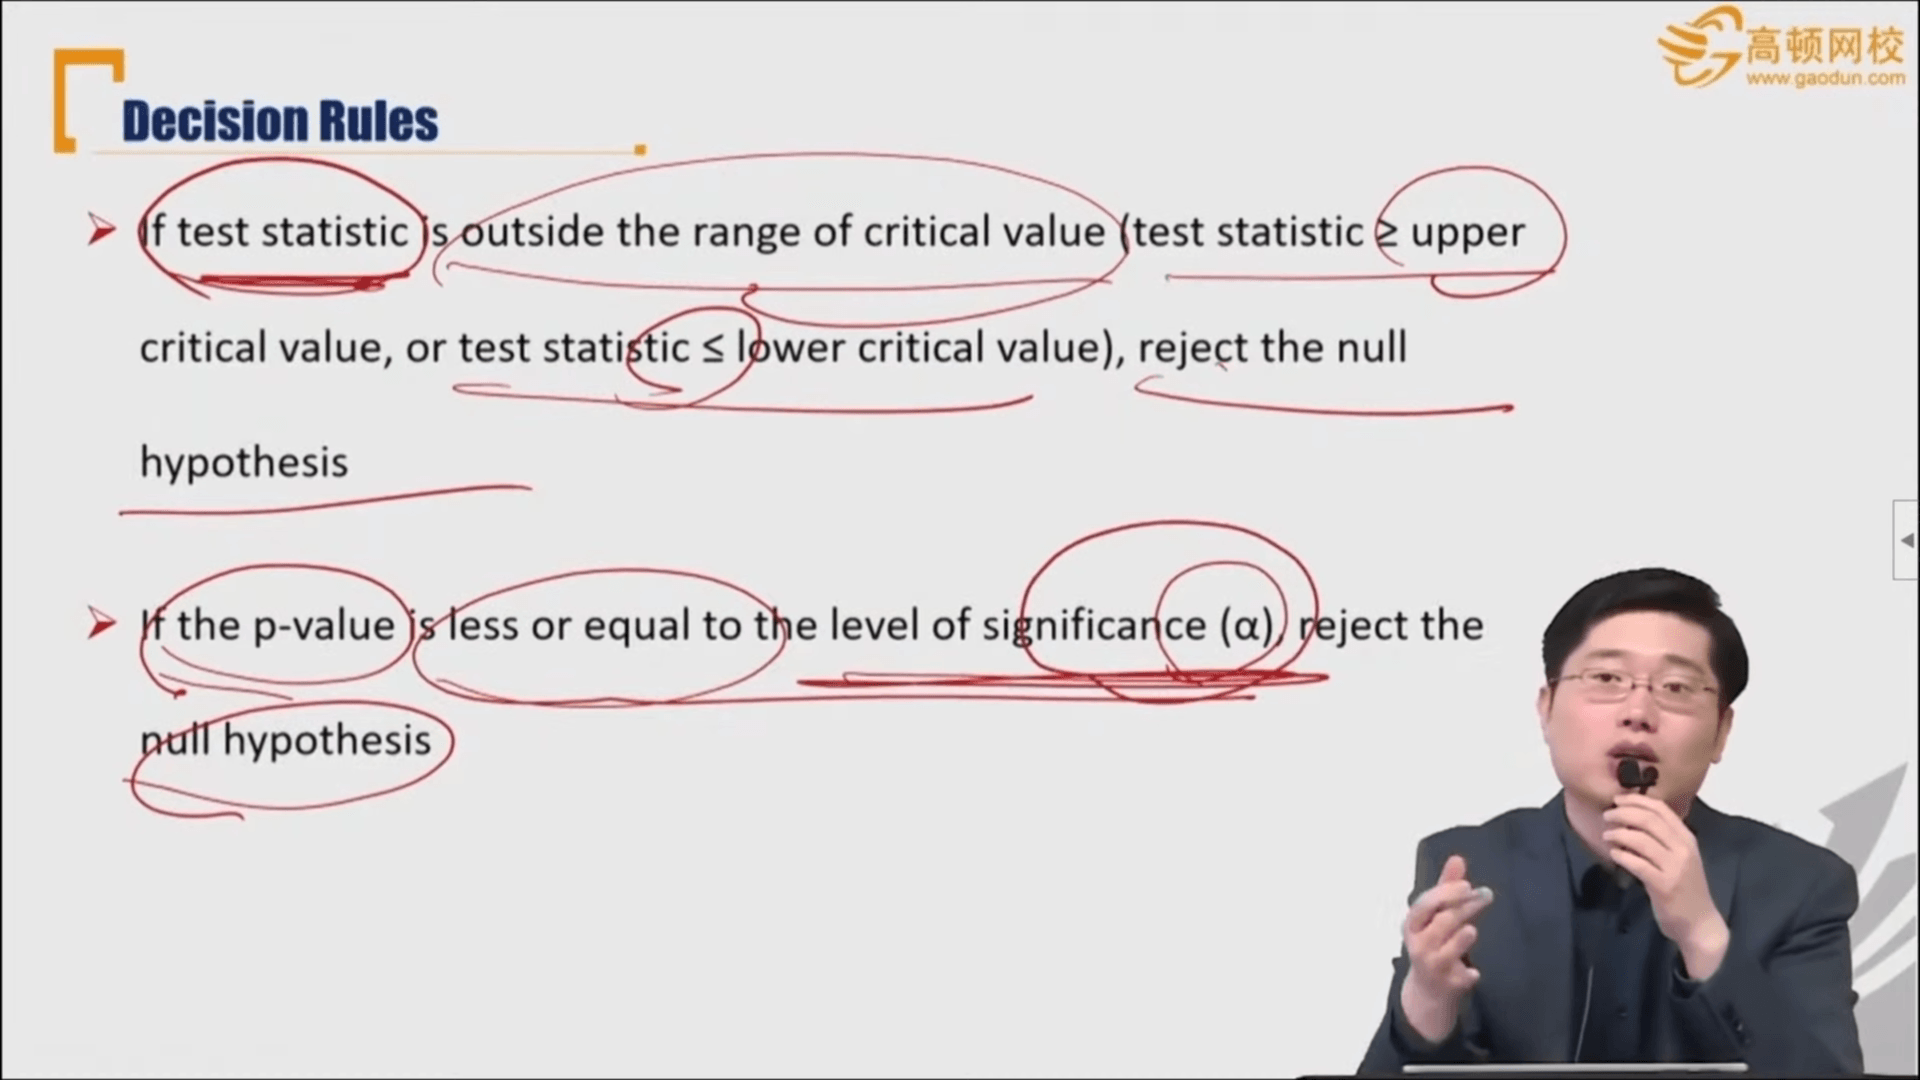 高顿网校
www.gaodun.com
Decision Rules
If test statistic is outside the range of critical value (test statistic ≥ upper
critical value, or test statistic ≤ lower critical value), reject the null
hypothesis
If the p-value is less or equal to the level of significance (α), reject the
null hypothesis